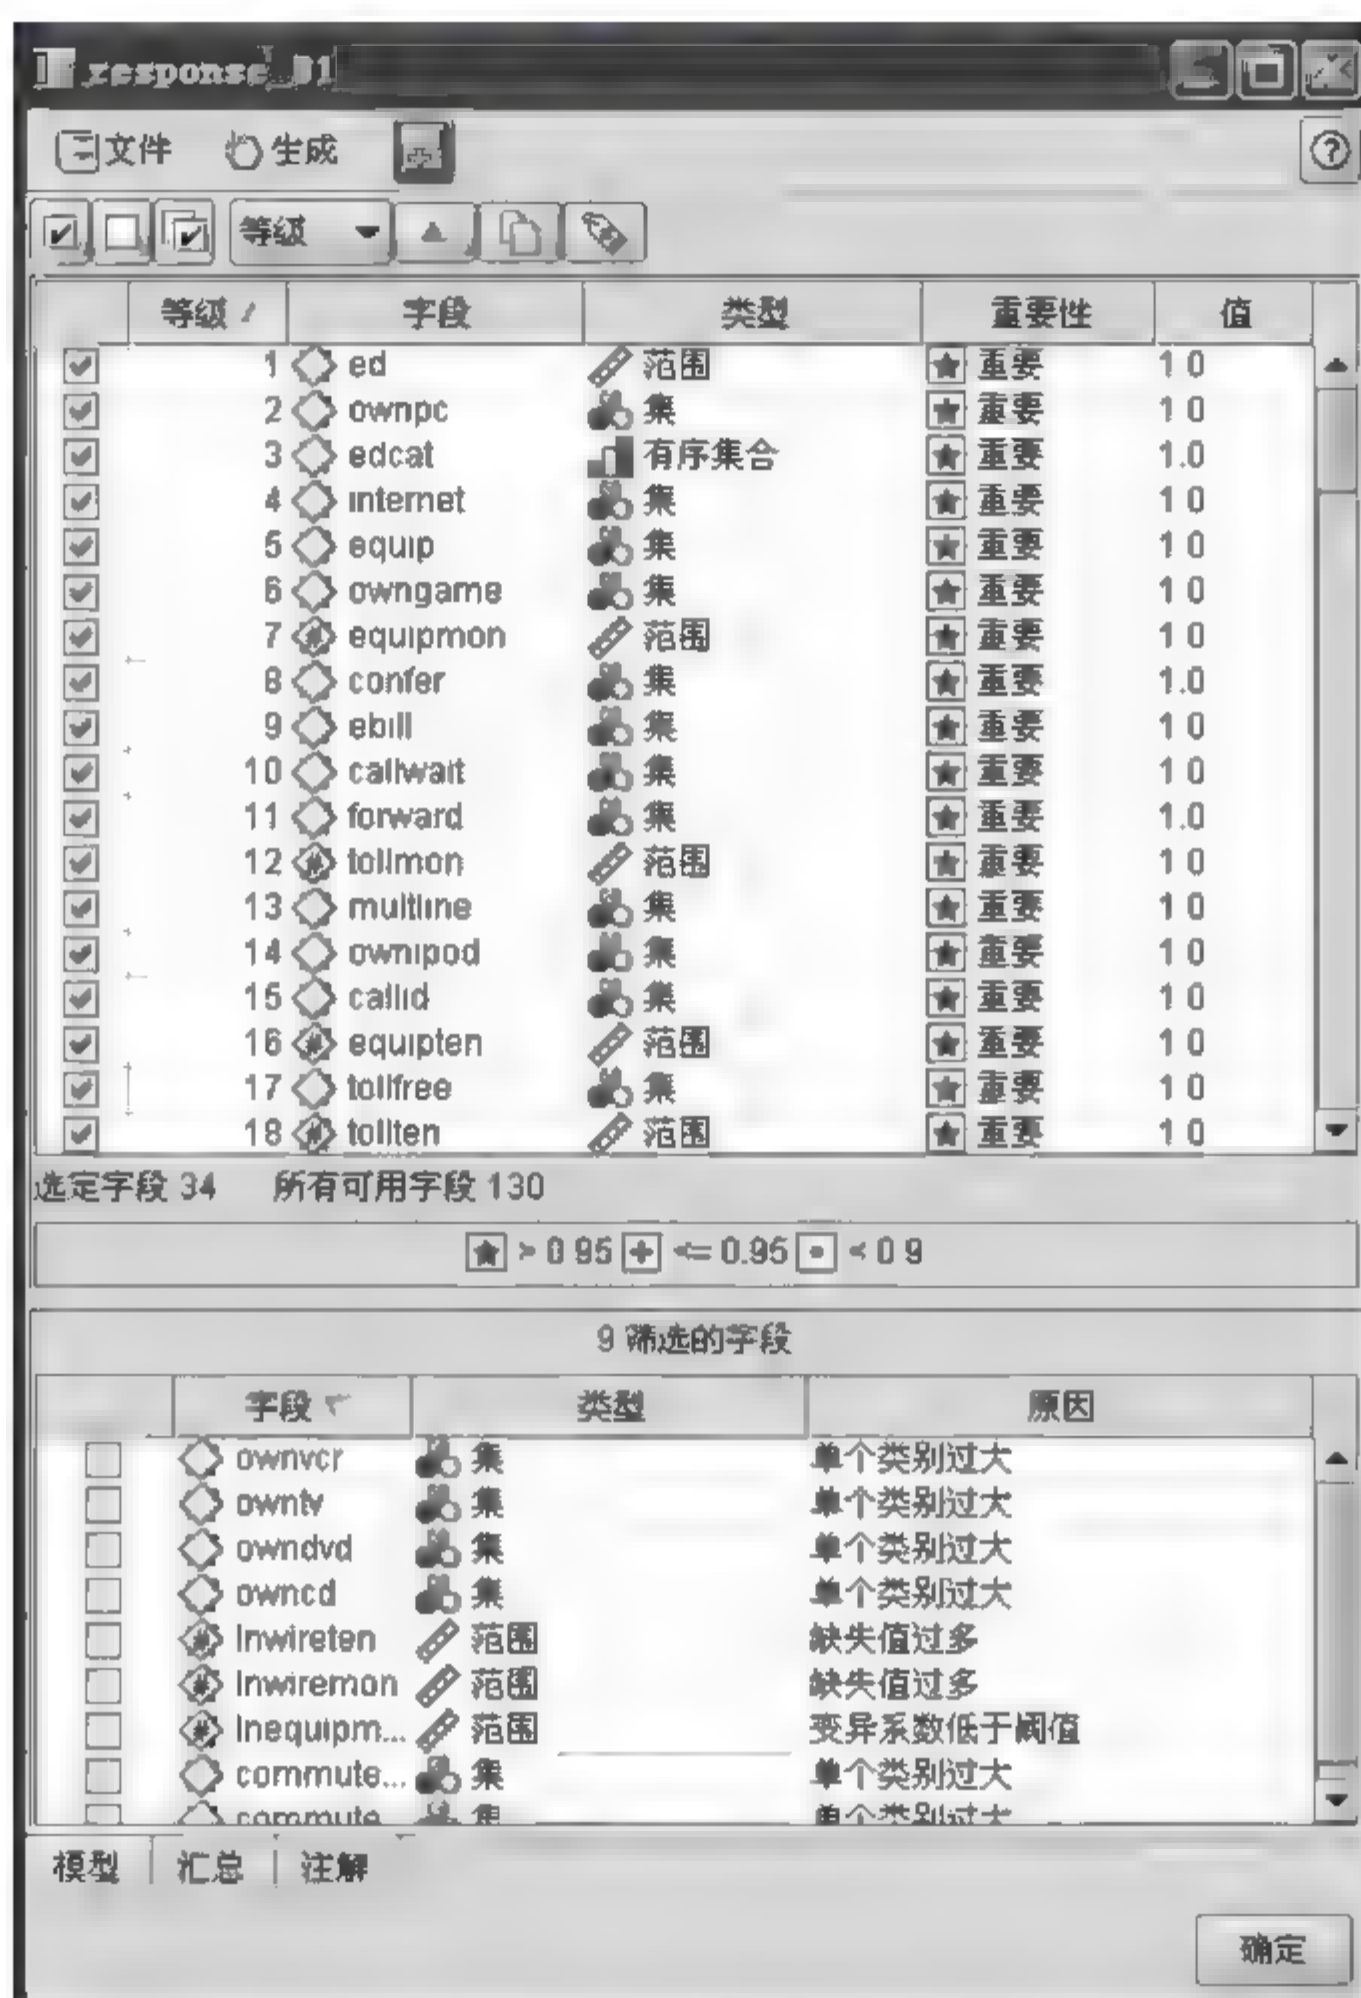 response_01
文件 生成
等级
等级 字段 类型 重要性 值
1 ed 范围 重要 1.0
2 ownpc 集 重要 1.0
3 edcat 有序集合 重要 1.0
4 internet 集 重要 1.0
5 equip 集 重要 1.0
6 owngame 集 重要 1.0
7 equipmon 范围 重要 1.0
8 confer 集 重要 1.0
9 ebill 集 重要 1.0
10 callwait 集 重要 1.0
11 forward 集 重要 1.0
12 tollmon 范围 重要 1.0
13 multline 集 重要 1.0
14 ownipod 集 重要 1.0
15 callid 集 重要 1.0
16 equipten 范围 重要 1.0
17 tollfree 集 重要 1.0
18 tollten 范围 重要 1.0
选定字段 34 所有可用字段 130
> 0.95 <= 0.95 < 0.9
9 筛选的字段
字段 类型 原因
ownvcr 集 单个类别过大
owntv 集 单个类别过大
owndvd 集 单个类别过大
owncd 集 单个类别过大
lnwireten 范围 缺失值过多
lnwiremon 范围 缺失值过多
lnequipm... 范围 变异系数低于阈值
commute... 集 单个类别过大
commute 集 单个类别过大
模型 汇总 注解
确定